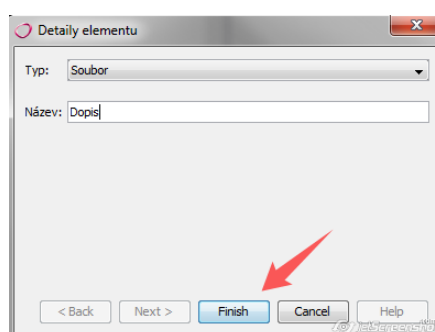 Detaily elementu
Typ: Soubor
Název: Dopis
< Back Next > Finish Cancel Help